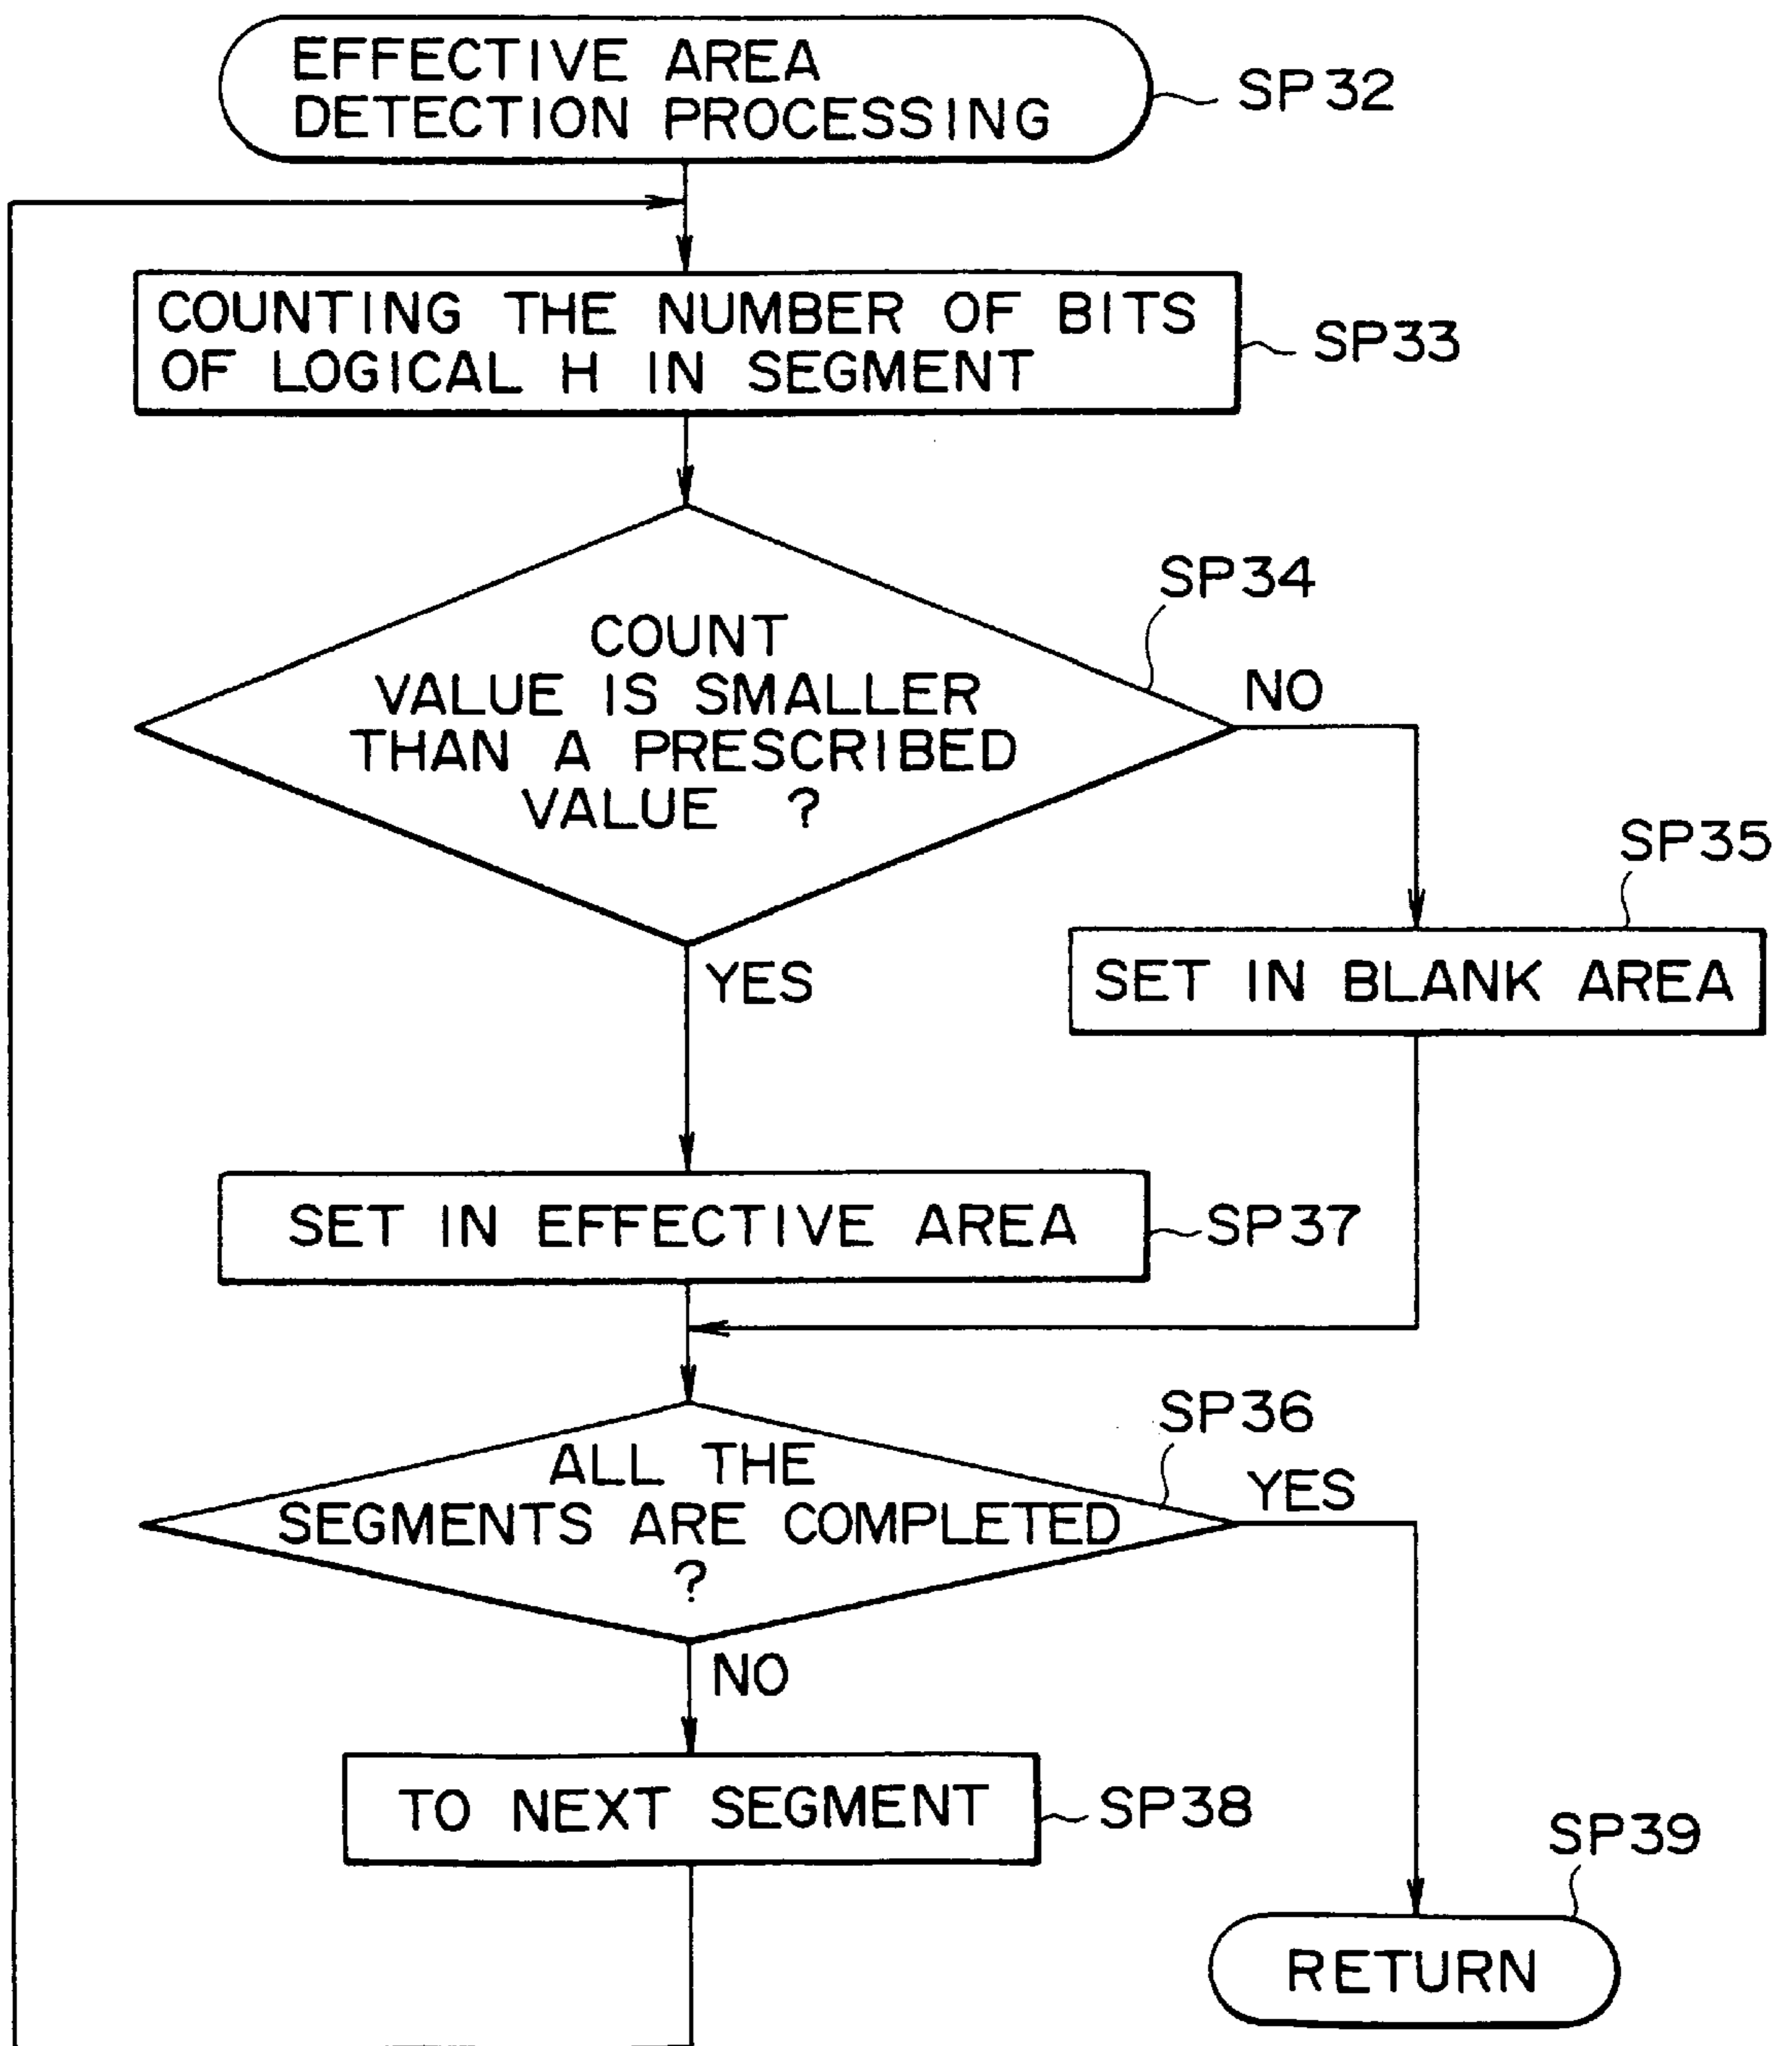 EFFECTIVE AREA
DETECTION PROCESSING
SP32
COUNTING THE NUMBER OF BITS
OF LOGICAL H IN SEGMENT
SP33
SP34
COUNT
VALUE IS SMALLER
THAN A PRESCRIBED
VALUE ?
NO
SP35
YES
SET IN BLANK AREA
SET IN EFFECTIVE AREA
SP37
SP36
ALL THE
SEGMENTS ARE COMPLETED
?
YES
NO
TO NEXT SEGMENT
SP38
SP39
RETURN